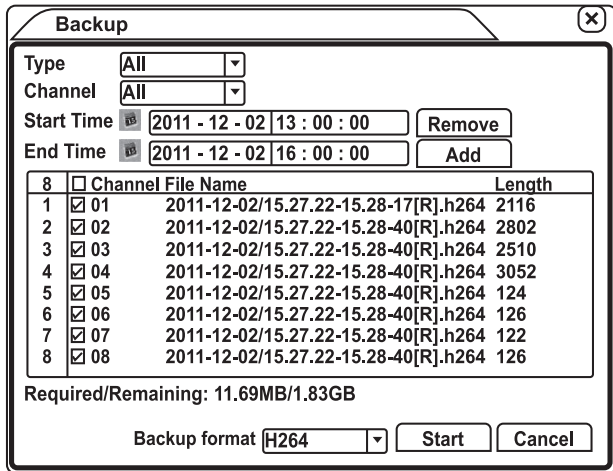 Backup
Type All
Channel All
Start Time 2011 - 12 - 02 13 : 00 : 00 Remove
End Time 2011 - 12 - 02 16 : 00 : 00 Add
8 Channel File Name Length
1 01 2011-12-02/15.27.22-15.28-17[R].h264 2116
2 02 2011-12-02/15.27.22-15.28-40[R].h264 2802
3 03 2011-12-02/15.27.22-15.28-40[R].h264 2510
4 04 2011-12-02/15.27.22-15.28-40[R].h264 3052
5 05 2011-12-02/15.27.22-15.28-40[R].h264 124
6 06 2011-12-02/15.27.22-15.28-40[R].h264 126
7 07 2011-12-02/15.27.22-15.28-40[R].h264 122
8 08 2011-12-02/15.27.22-15.28-40[R].h264 126
Required/Remaining: 11.69MB/1.83GB
Backup format H264 Start Cancel